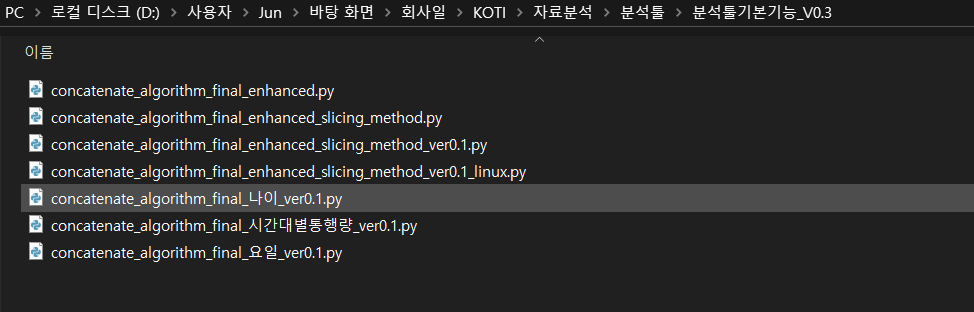 PC > 로컬 디스크 (D:) > 사용자 > Jun > 바탕 화면 > 회사일 > KOTI > 자료분석 > 분석툴 > 분석툴기본기능_V0.3
이름
concatenate_algorithm_final_enhanced.py
concatenate_algorithm_final_enhanced_slicing_method.py
concatenate_algorithm_final_enhanced_slicing_method_ver0.1.py
concatenate_algorithm_final_enhanced_slicing_method_ver0.1_linux.py
concatenate_algorithm_final_나이_ver0.1.py
concatenate_algorithm_final_시간대별통행량_ver0.1.py
concatenate_algorithm_final_요일_ver0.1.py